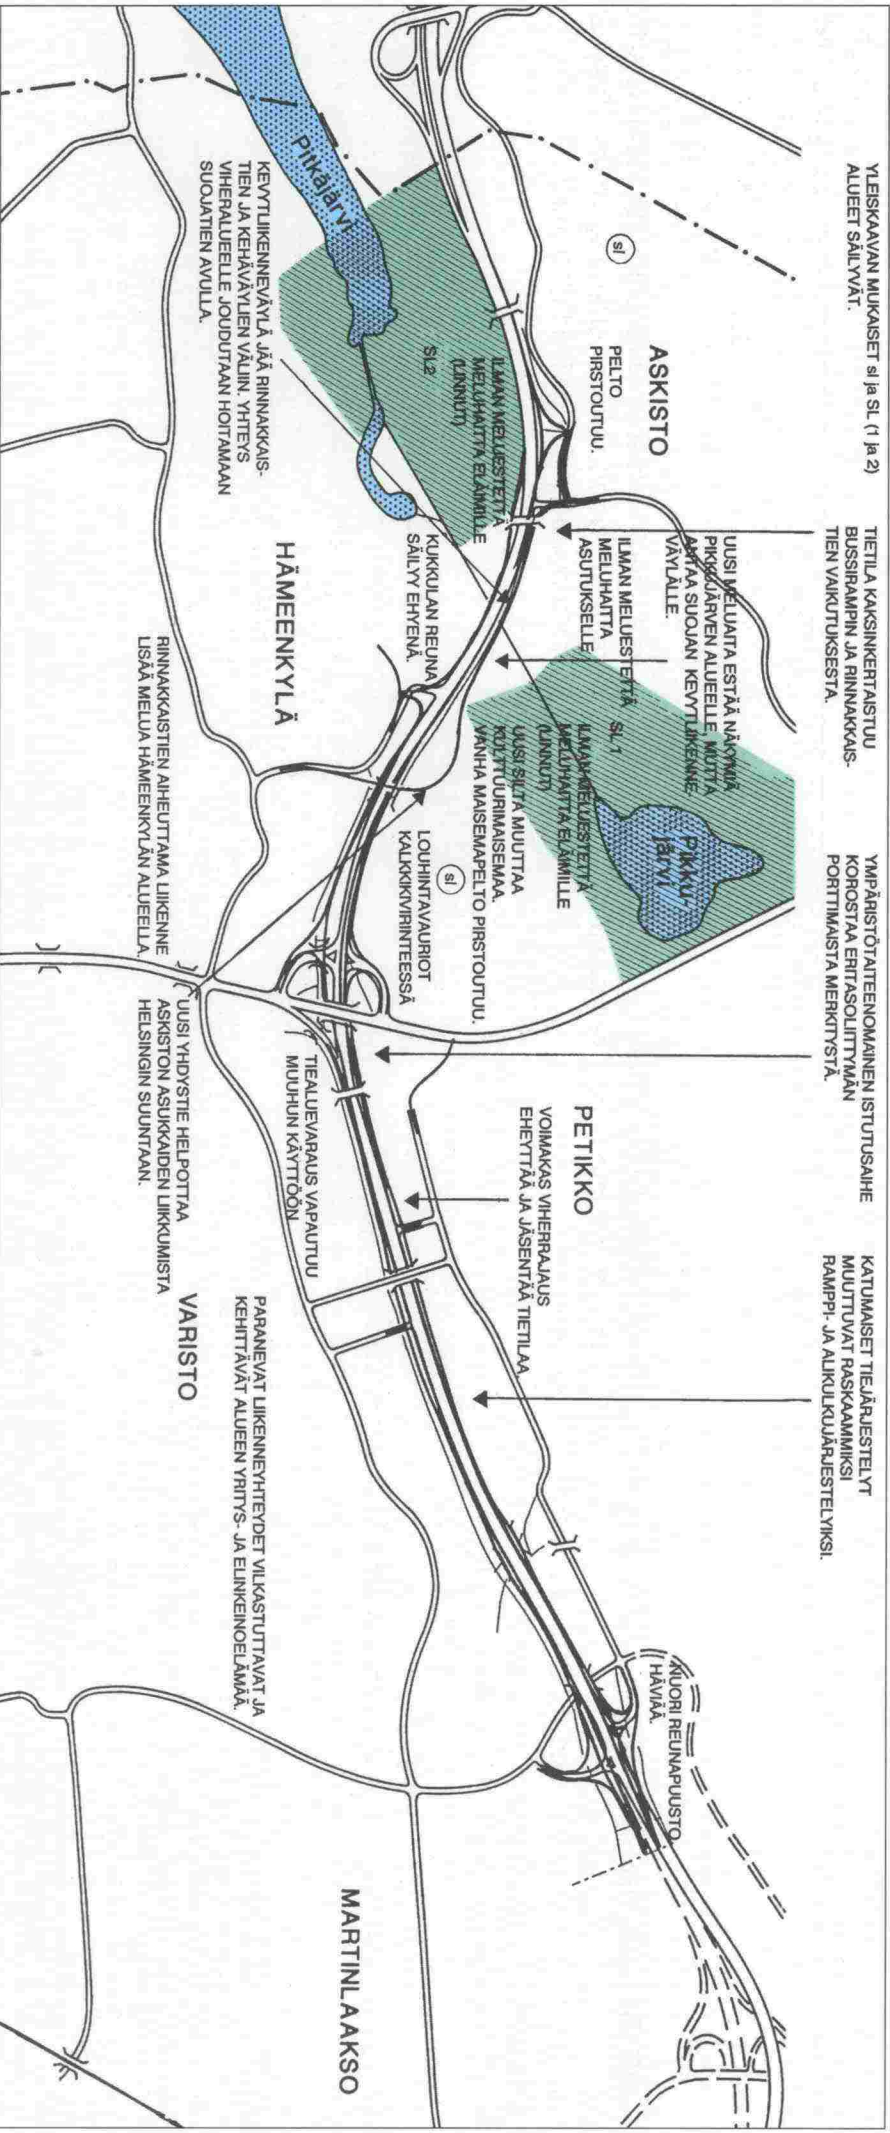 YLEISKAAVAN MUKAISET sl ja SL (1 ja 2)
ALUEET SÄILYVÄT.
TIETILA KAKSINKERTAISTUU
BUSSIRAMPIN JA RINNAKKAIS-
TIEN VAIKUTUKSESTA.
YMPÄRISTÖTAITEENOMAINEN ISTUTUSAIHE
KOROSTAA ERITASOLIITTYMÄN
PORTTIMAISTA MERKITYSTÄ.
KATUMAISET TIEJÄRJESTELYT
MUUTTUVAT RASKAAMMIKSI
RAMPPI- JA ALIKULKUJÄRJESTELYIKSI.
sl
ASKISTO
PELTO
PIRSTOUTUU.
UUSI MELUAITA ESTÄÄ NÄKYMIÄ
PIKKUJÄRVEN ALUEELLE, MUTTA
ANTAA SUOJAN KEVYTLIIKENNE-
VÄYLÄLLE.
ILMAN MELUESTETTÄ
MELUHAITTA
ASUTUKSELLE
SL 1
ILMAN MELUESTETTÄ
MELUHAITTA ELÄIMILLE
(LINNUT)
Pikku-
järvi
UUSI SILTA MUUTTAA
KULTTUURIMAISEMAA.
VANHA MAISEMAPELTO PIRSTOUTUU.
sl
LOUHINTAVAURIOT
KALKKIKIVIRINTEESSÄ
PETIKKO
VOIMAKAS VIHERRAJAUS
EHEYTTÄÄ JA JÄSENTÄÄ TIETILAA
NUORI REUNAPUUSTO
HÄVIÄÄ.
Pitkäjärvi
ILMAN MELUESTETTÄ
MELUHAITTA ELÄIMILLE
(LINNUT)
SL2
KUKKULAN REUNA
SÄILYY EHYENÄ.
KEVYTLIIKENNEVÄYLÄ JÄÄ RINNAKKAIS-
TIEN JA KEHÄVÄYLIEN VÄLIIN. YHTEYS
VIHERALUEELLE JOUDUTAAN HOITAMAAN
SUOJATIEN AVULLA.
HÄMEENKYLÄ
RINNAKKAISTIEN AIHEUTTAMA LIIKENNE
LISÄÄ MELUA HÄMEENKYLÄN ALUEELLA.
TIEALUEVARAUS VAPAUTUU
MUUHUN KÄYTTÖÖN
UUSI YHDYSTIE HELPOTTAA
ASKISTON ASUKKAIDEN LIIKKUMISTA
HELSINGIN SUUNTAAN.
VARISTO
PARANEVAT LIIKENNEYHTEYDET VILKASTUTTAVAT JA
KEHITTÄVÄT ALUEEN YRITYS- JA ELINKEINOELÄMÄÄ.
MARTINLAAKSO